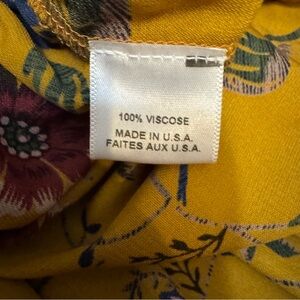 100% VISCOSE
MADE IN U.S.A.
FAITES AUX U.S.A.